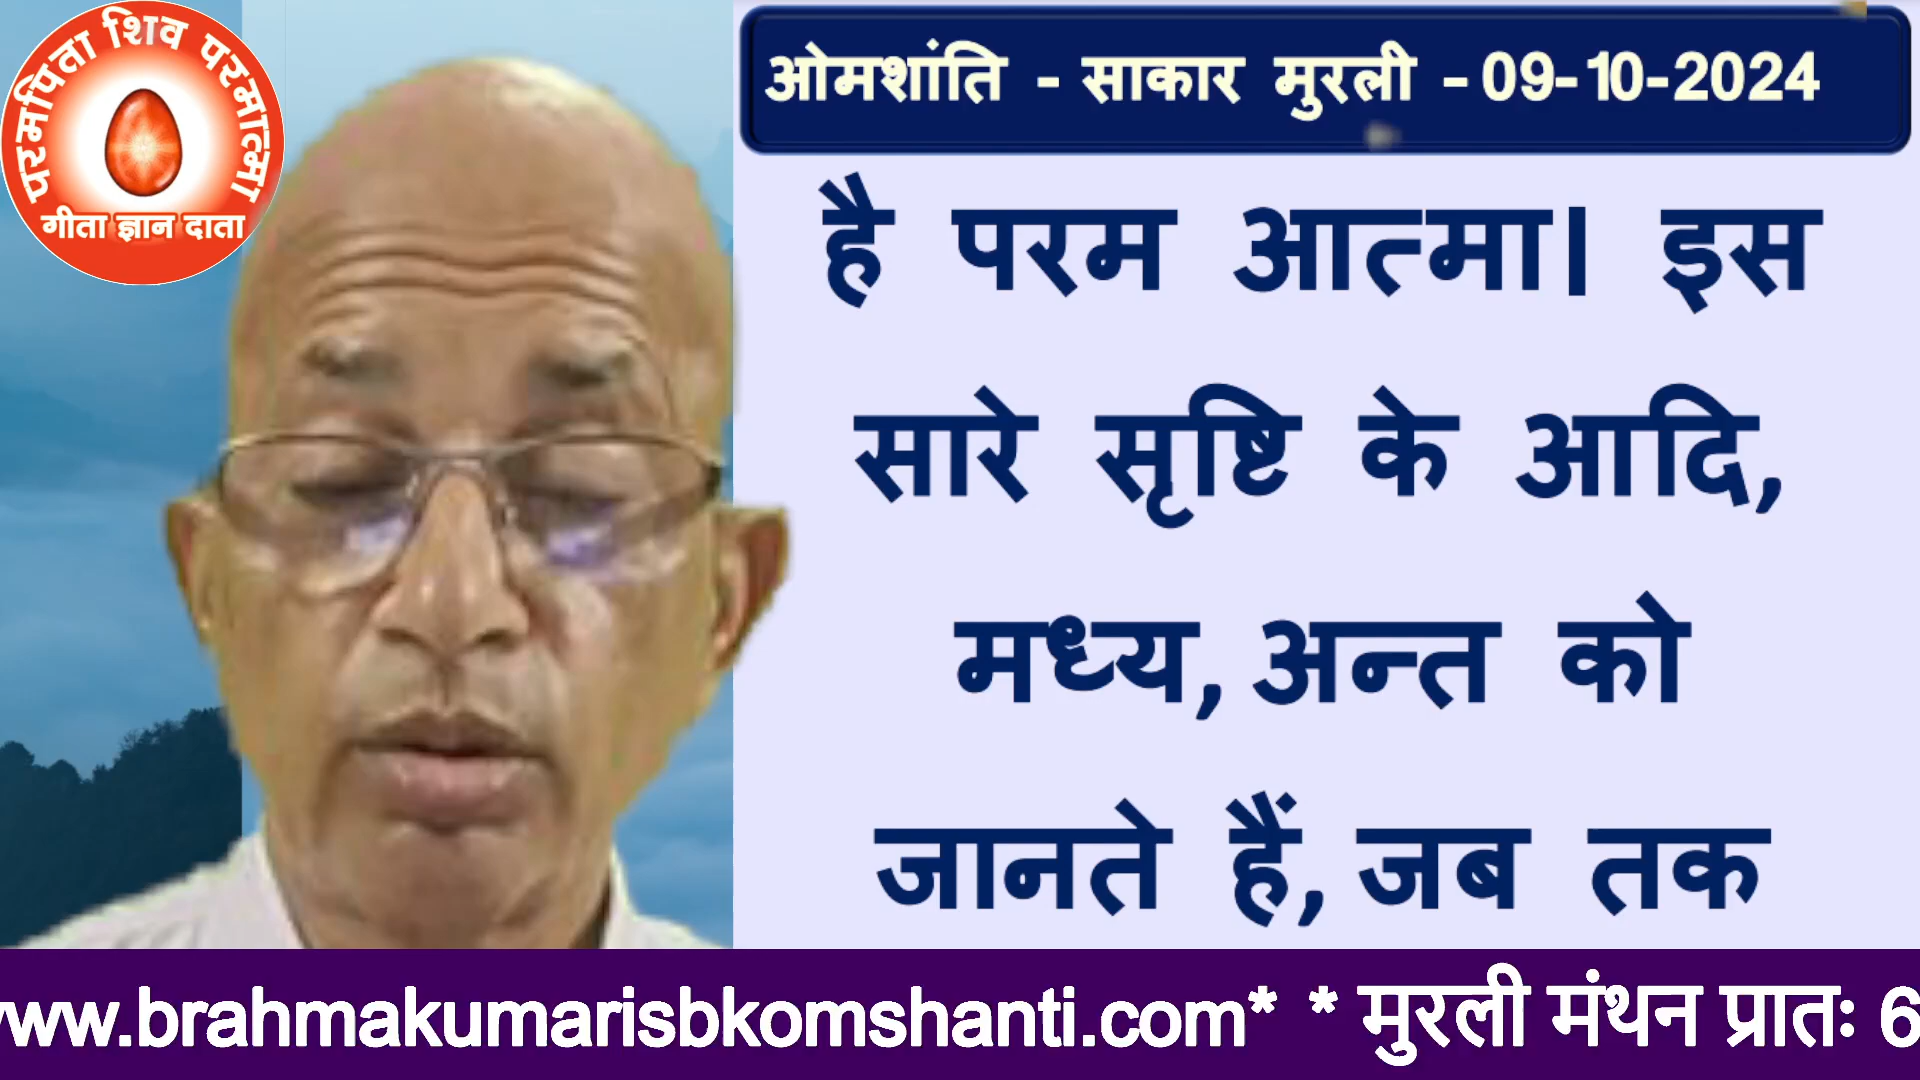 परमपिता शिव परमात्मा
गीता ज्ञान दाता
ओमशांति - साकार मुरली - 09-10-2024
है परम आत्मा। इस
सारे सृष्टि के आदि,
मध्य, अन्त को
जानते हैं, जब तक
www.brahmakumarisbkomshanti.com* * मुरली मंथन प्रातः 6